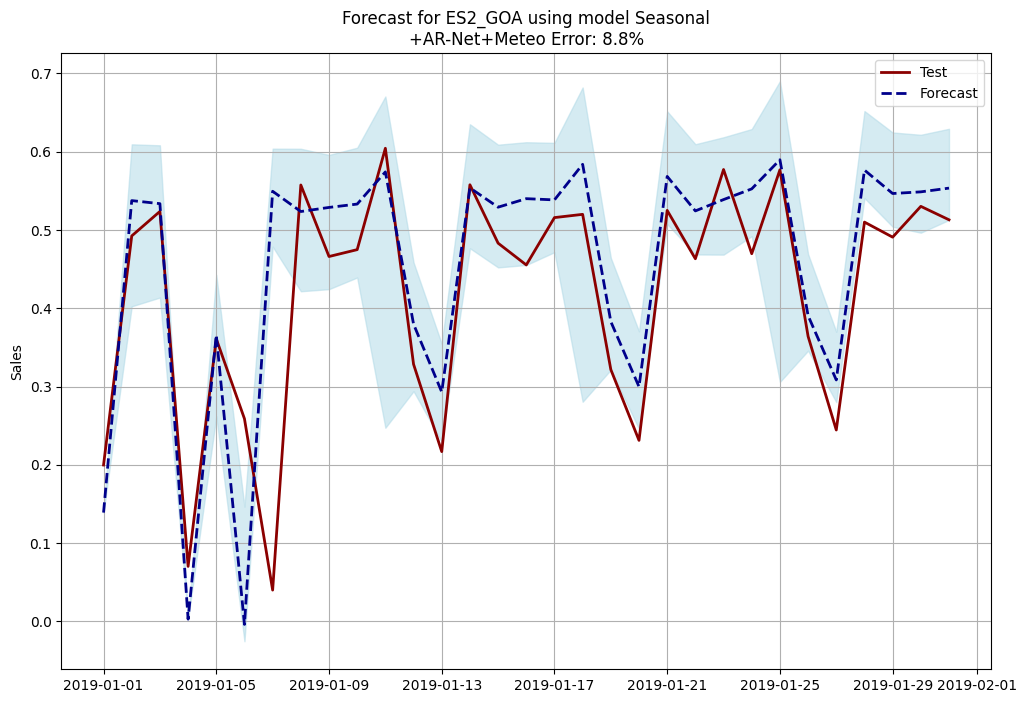 Forecast for ES2_GOA using model Seasonal
+AR-Net+Meteo Error: 8.8%
Test
Forecast
Sales
0.7
0.6
0.5
0.4
0.3
0.2
0.1
0.0
2019-01-01 2019-01-05 2019-01-09 2019-01-13 2019-01-17 2019-01-21 2019-01-25 2019-01-29 2019-02-01